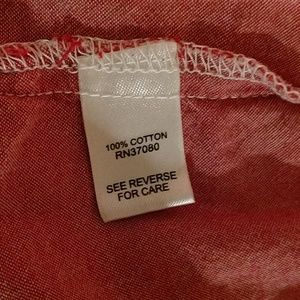 100% COTTON
RN37080
SEE REVERSE
FOR CARE